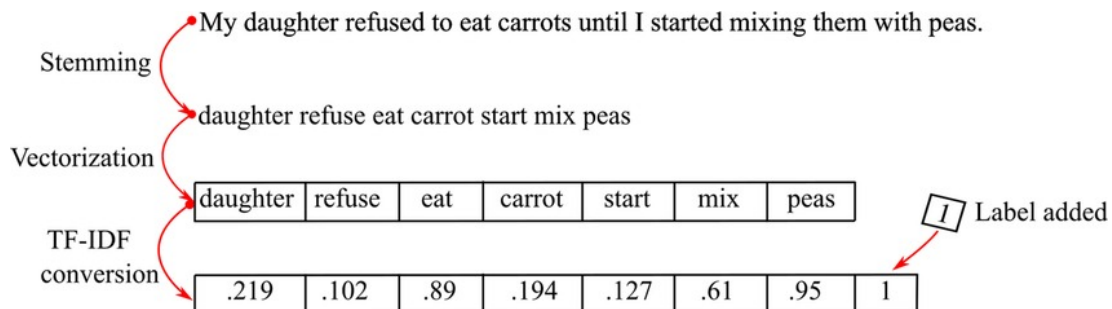 My daughter refused to eat carrots until I started mixing them with peas.
Stemming
daughter refuse eat carrot start mix peas
Vectorization
daughter refuse eat carrot start mix peas
1 Label added
TF-IDF
conversion
.219 .102 .89 .194 .127 .61 .95 1